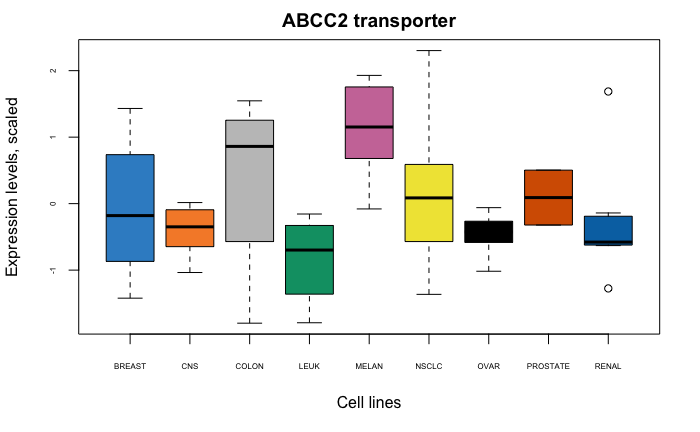 ABCC2 transporter
Expression levels, scaled
2
1
0
-1
BREAST CNS COLON LEUK MELAN NSCLC OVAR PROSTATE RENAL
Cell lines